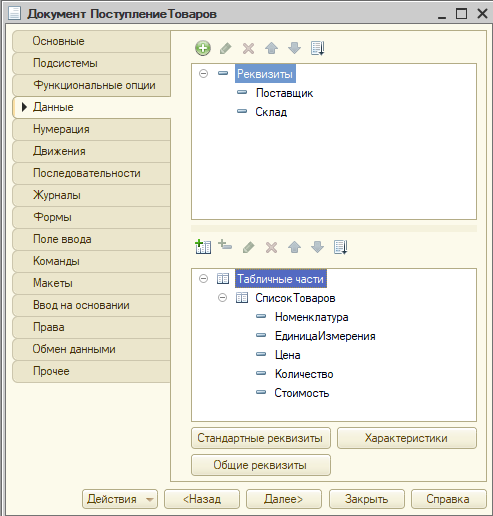 Документ ПоступлениеТоваров
Основные
Подсистемы
Функциональные опции
Данные
Нумерация
Движения
Последовательности
Журналы
Формы
Поле ввода
Команды
Макеты
Ввод на основании
Права
Обмен данными
Прочее
Реквизиты
Поставщик
Склад
Табличные части
СписокТоваров
Номенклатура
ЕдиницаИзмерения
Цена
Количество
Стоимость
Стандартные реквизиты
Характеристики
Общие реквизиты
Действия
<Назад
Далее>
Закрыть
Справка